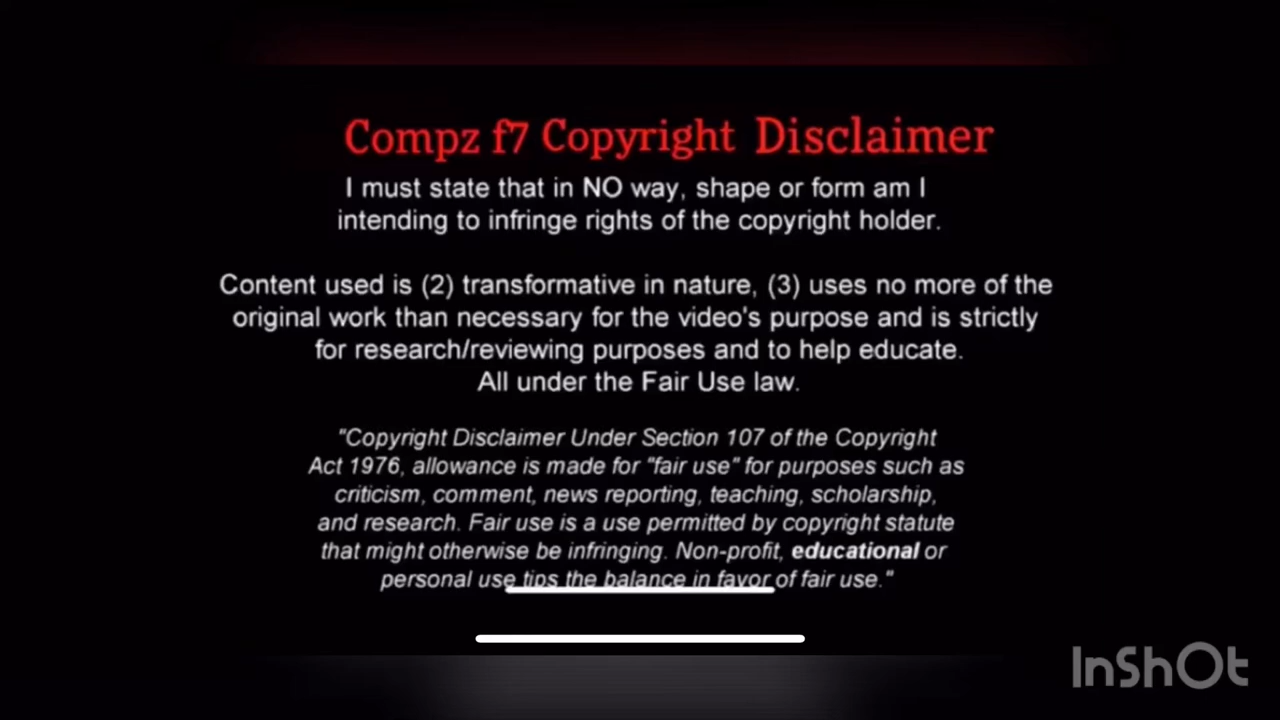 Compz f7 Copyright Disclaimer
I must state that in NO way, shape or form am I
intending to infringe rights of the copyright holder.
Content used is (2) transformative in nature, (3) uses no more of the
original work than necessary for the video's purpose and is strictly
for research/reviewing purposes and to help educate.
All under the Fair Use law.
"Copyright Disclaimer Under Section 107 of the Copyright
Act 1976, allowance is made for "fair use" for purposes such as
criticism, comment, news reporting, teaching, scholarship,
and research. Fair use is a use permitted by copyright statute
that might otherwise be infringing. Non-profit, educational or
personal use tips the balance in favor of fair use."
InShOt